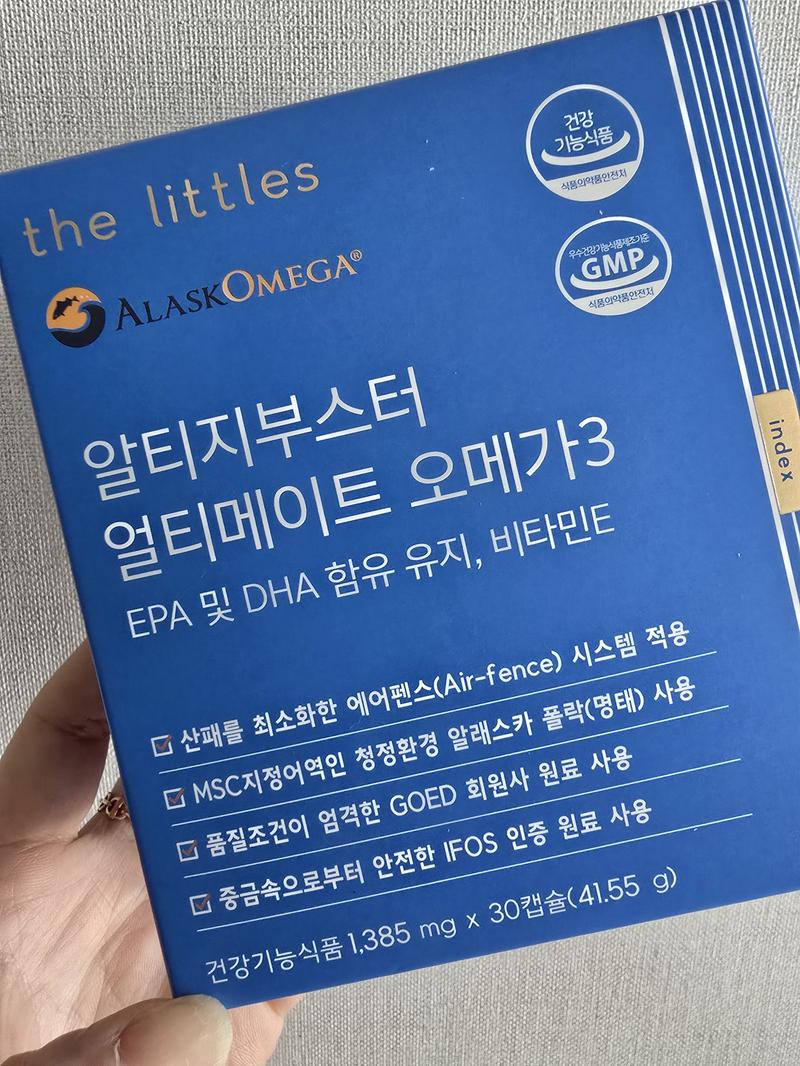 the littles
건강
기능식품
식품의약품안전처
ALASKOMEGA®
우수건강기능식품제조기준
GMP
식품의약품안전처
알티지부스터
얼티메이트 오메가3
EPA 및 DHA 함유 유지, 비타민E
index
산패를 최소화한 에어펜스(Air-fence) 시스템 적용
MSC지정어역인 청정환경 알래스카 폴락(명태) 사용
품질조건이 엄격한 GOED 회원사 원료 사용
중금속으로부터 안전한 IFOS 인증 원료 사용
건강기능식품 1,385 mg x 30캡슐(41.55 g)